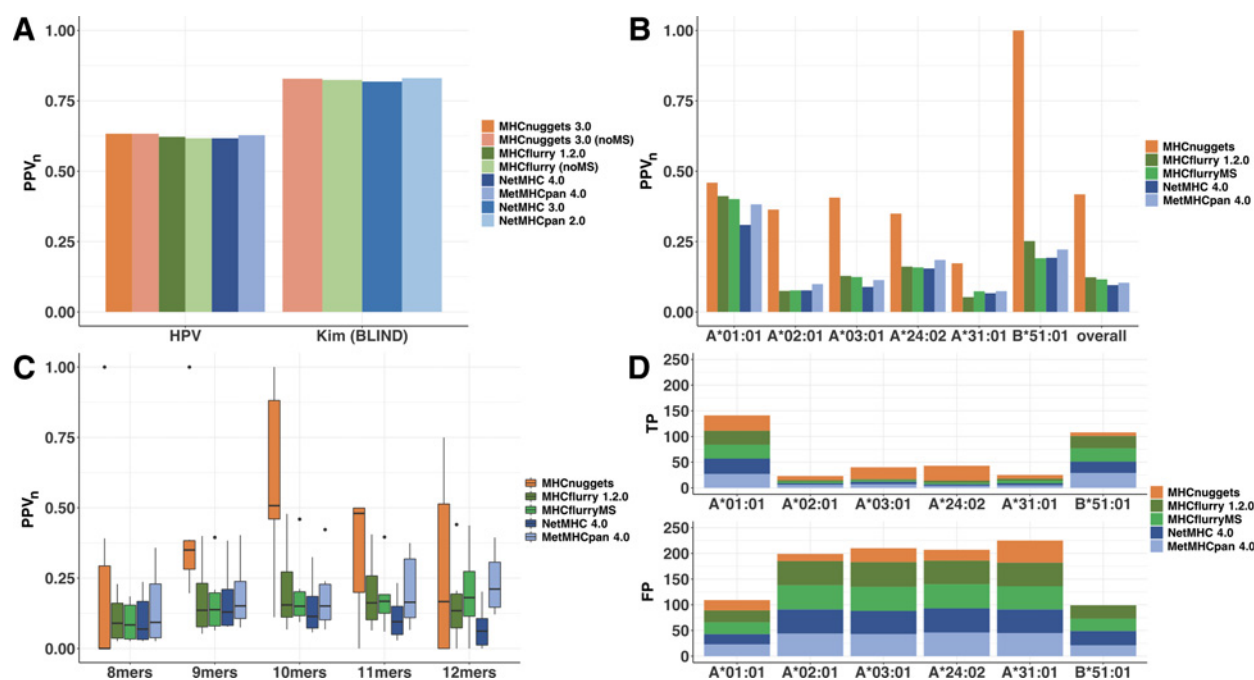 A
1.00
0.75
0.50
0.25
0.00
PPVn
HPV
Kim (BLIND)
MHCnuggets 3.0
MHCnuggets 3.0 (noMS)
MHCflurry 1.2.0
MHCflurry (noMS)
NetMHC 4.0
MetMHCpan 4.0
NetMHC 3.0
NetMHCpan 2.0
B
1.00
0.75
0.50
0.25
0.00
PPVn
A*01:01 A*02:01 A*03:01 A*24:02 A*31:01 B*51:01 overall
MHCnuggets
MHCflurry 1.2.0
MHCflurryMS
NetMHC 4.0
MetMHCpan 4.0
C
1.00
0.75
0.50
0.25
0.00
PPVn
8mers 9mers 10mers 11mers 12mers
MHCnuggets
MHCflurry 1.2.0
MHCflurryMS
NetMHC 4.0
MetMHCpan 4.0
D
250
200
150
100
50
0
TP
A*01:01 A*02:01 A*03:01 A*24:02 A*31:01 B*51:01
250
200
150
100
50
0
FP
A*01:01 A*02:01 A*03:01 A*24:02 A*31:01 B*51:01
MHCnuggets
MHCflurry 1.2.0
MHCflurryMS
NetMHC 4.0
MetMHCpan 4.0